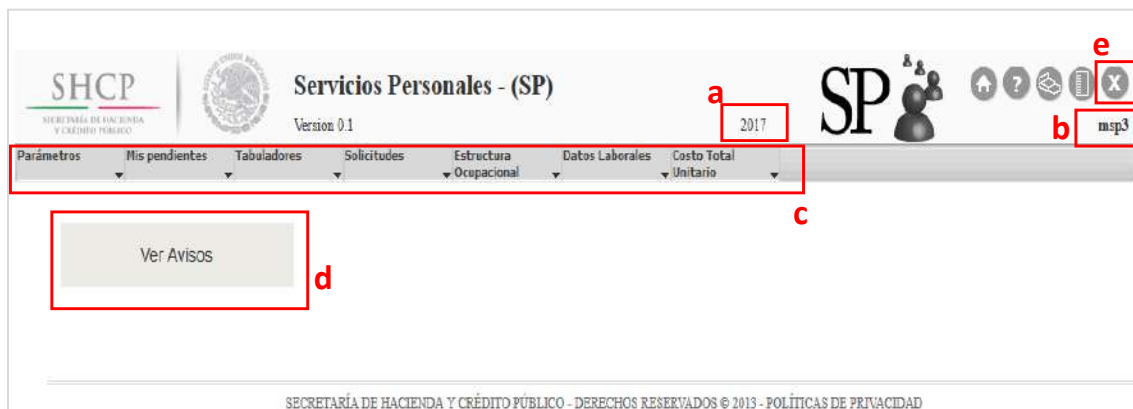 e
SHCP
SECRETARÍA DE HACIENDA
Y CRÉDITO PÚBLICO
Servicios Personales - (SP)
Version 0.1
a
2017
SP
?
X
b
msp3
Parámetros
Mis pendientes
Tabuladores
Solicitudes
Estructura
Ocupacional
Datos Laborales
Costo Total
Unitario
c
Ver Avisos
d
SECRETARÍA DE HACIENDA Y CRÉDITO PÚBLICO - DERECHOS RESERVADOS © 2013 - POLÍTICAS DE PRIVACIDAD